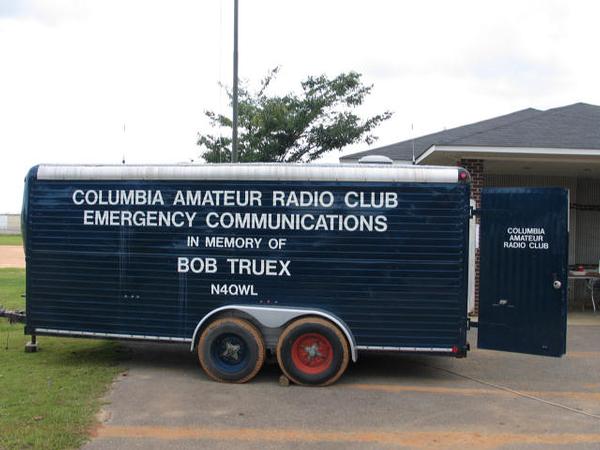 COLUMBIA AMATEUR RADIO CLUB
EMERGENCY COMMUNICATIONS
IN MEMORY OF
BOB TRUEX
N4QWL
COLUMBIA
AMATEUR
RADIO CLUB